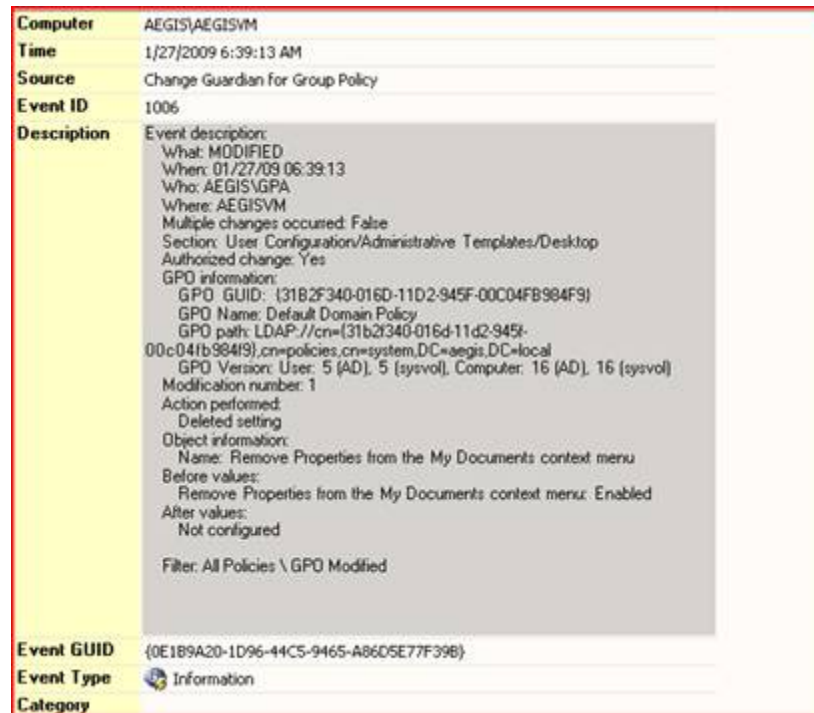 Computer AEGIS\AEGISVM
Time 1/27/2009 6:39:13 AM
Source Change Guardian for Group Policy
Event ID 1006
Description Event description:
What: MODIFIED
When: 01/27/09 06:39:13
Who: AEGIS\GPA
Where: AEGISVM
Multiple changes occurred: False
Section: User Configuration/Administrative Templates/Desktop
Authorized change: Yes
GPO information:
GPO GUID: {31B2F340-016D-11D2-945F-00C04FB984F9}
GPO Name: Default Domain Policy
GPO path: LDAP://cn={31b2f340-016d-11d2-945f-
00c04fb984f9},cn=policies,cn=system,DC=aegis,DC=local
GPO Version: User: 5 (AD), 5 (sysvol), Computer: 16 (AD), 16 (sysvol)
Modification number: 1
Action performed:
Deleted setting
Object information:
Name: Remove Properties from the My Documents context menu
Before values:
Remove Properties from the My Documents context menu: Enabled
After values:
Not configured
Filter: All Policies \ GPO Modified
Event GUID {0E1B9A20-1D96-44C5-9465-A86D5E77F39B}
Event Type Information
Category